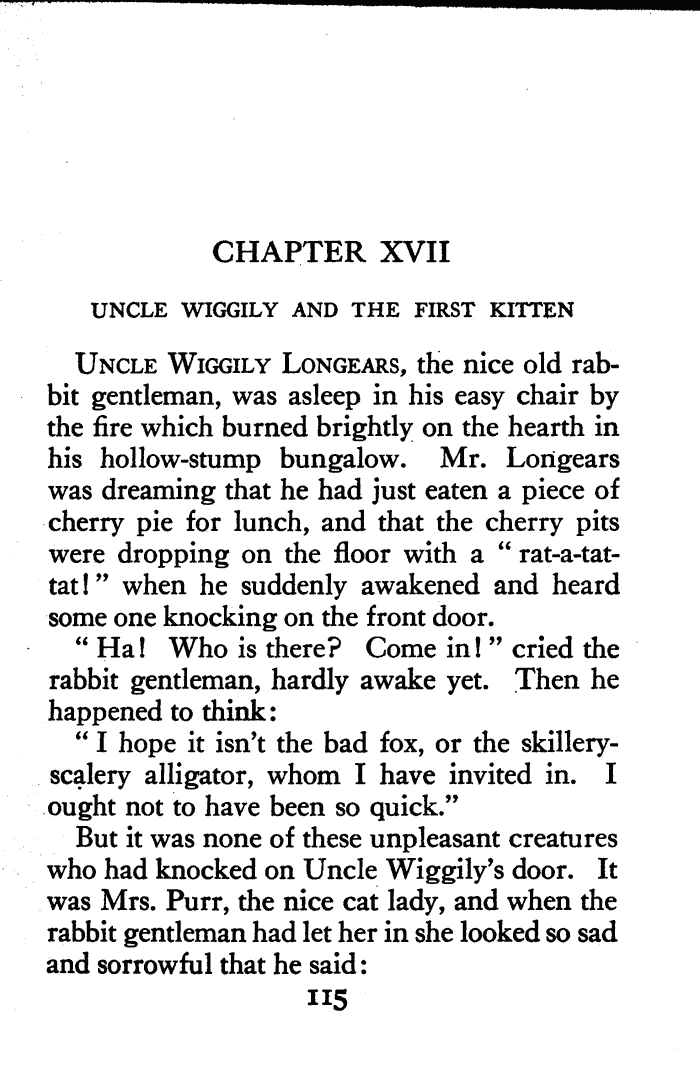 CHAPTER XVII
UNCLE WIGGILY AND THE FIRST KITTEN
UNCLE WIGGILY LONGEARS, the nice old rab-
bit gentleman, was asleep in his easy chair by
the fire which burned brightly on the hearth in
his hollow-stump bungalow. Mr. Longears
was dreaming that he had just eaten a piece of
cherry pie for lunch, and that the cherry pits
were dropping on the floor with a “ rat-a-tat-
tat! ” when he suddenly awakened and heard
some one knocking on the front door.
“ Ha! Who is there? Come in! ” cried the
rabbit gentleman, hardly awake yet. Then he
happened to think:
“ I hope it isn't the bad fox, or the skillery-
scalery alligator, whom I have invited in. I
ought not to have been so quick.”
But it was none of these unpleasant creatures
who had knocked on Uncle Wiggily's door. It
was Mrs. Purr, the nice cat lady, and when the
rabbit gentleman had let her in she looked so sad
and sorrowful that he said:
115